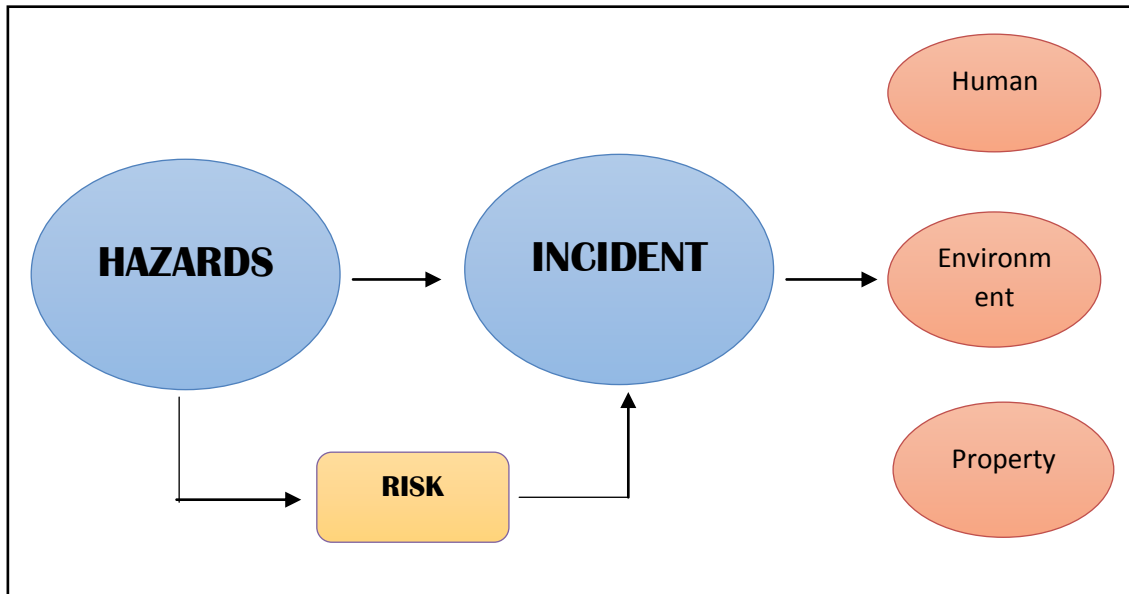 Human
HAZARDS
INCIDENT
Environm
ent
RISK
Property